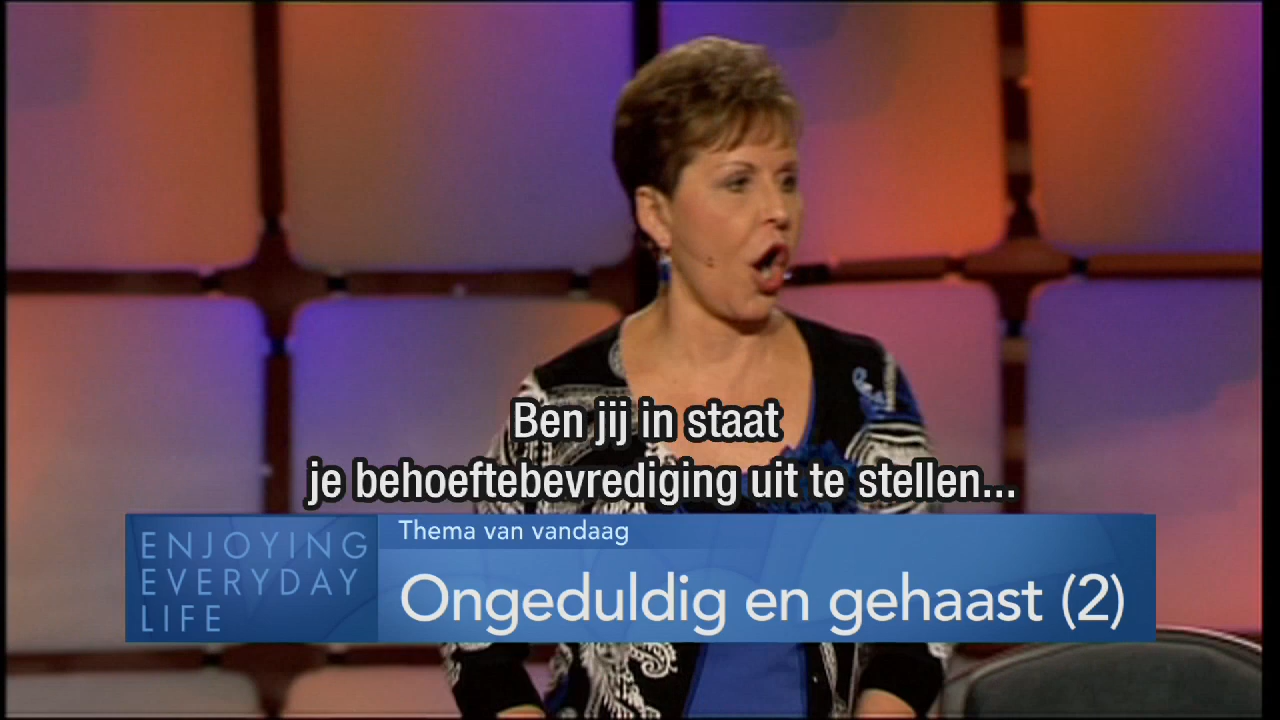 Ben jij in staat
je behoeftebevrediging uit te stellen...
Thema van vandaag
ENJOYING
EVERYDAY
LIFE
Ongeduldig en gehaast (2)